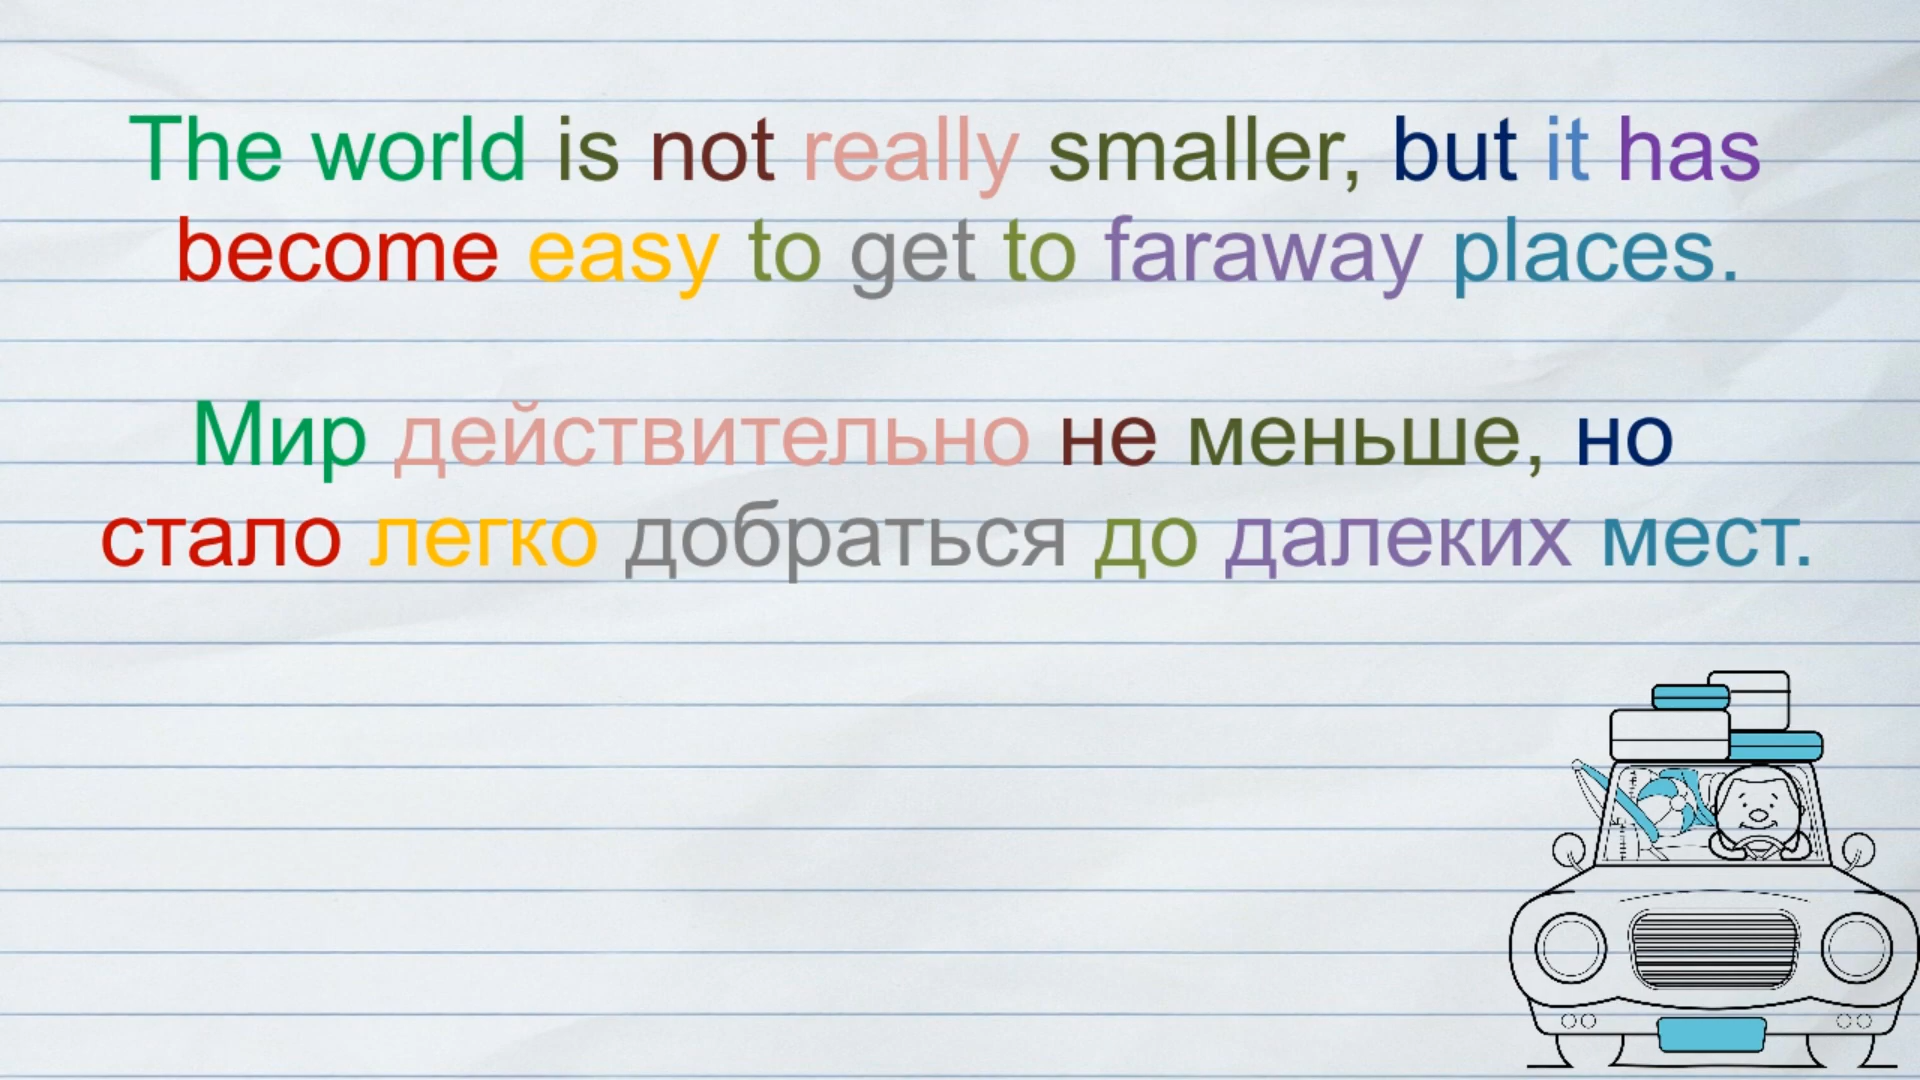 The world is not really smaller, but it has
become easy to get to faraway places.
Мир действительно не меньше, но
стало легко добраться до далеких мест.